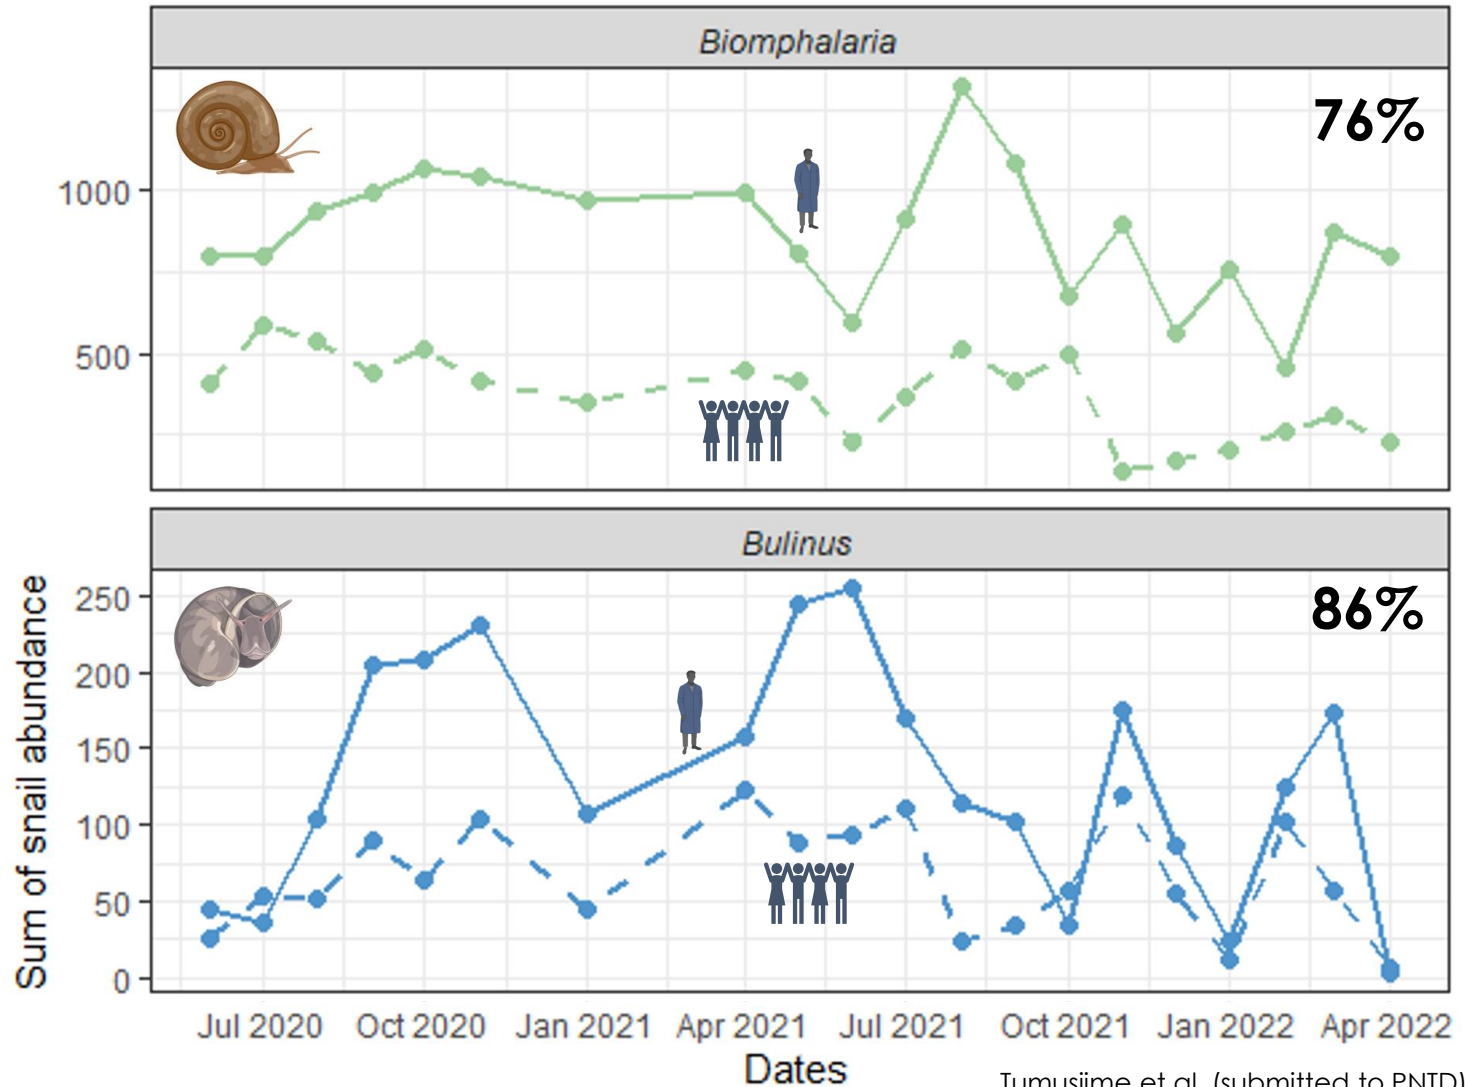 Biomphalaria
76%
1000
500
Bulinus
86%
Sum of snail abundance
250
200
150
100
50
0
Jul 2020 Oct 2020 Jan 2021 Apr 2021 Jul 2021 Oct 2021 Jan 2022 Apr 2022
Dates
Tumusiime et al. (submitted to PNTD)